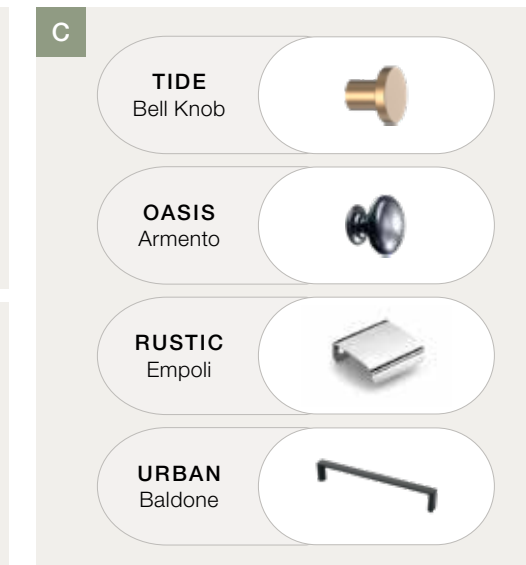 C
TIDE
Bell Knob
OASIS
Armento
RUSTIC
Empoli
URBAN
Baldone